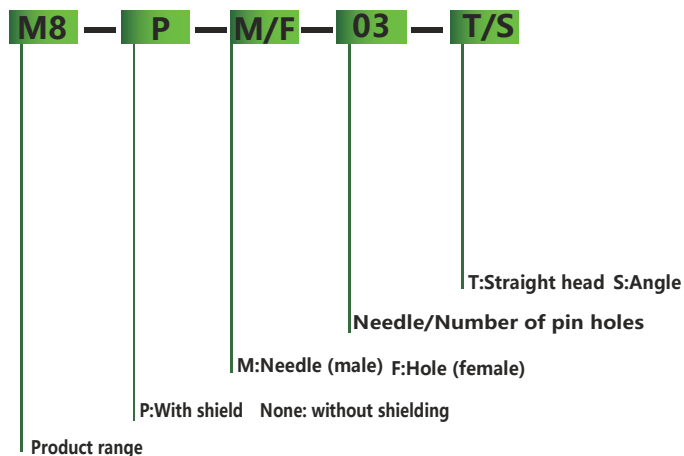 M8 — P — M/F — 03 — T/S
T:Straight head S:Angle
Needle/Number of pin holes
M:Needle (male) F:Hole (female)
P:With shield None: without shielding
Product range